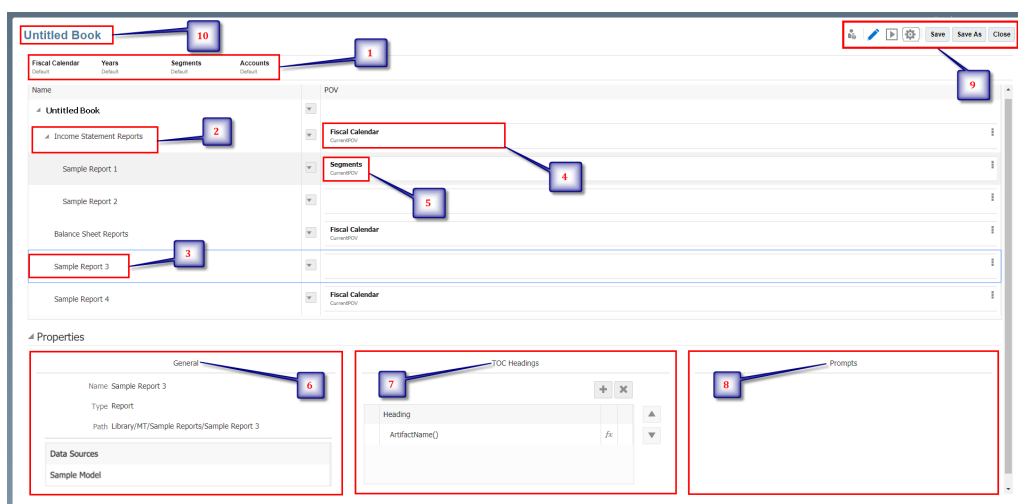 Untitled Book
10
Save Save As Close
1
9
Fiscal Calendar Years Segments Accounts
Default Default Default Default
Name POV
Untitled Book
Income Statement Reports
2
Fiscal Calendar
CurrentPOV
4
Sample Report 1
Segments
CurrentPOV
5
Sample Report 2
Balance Sheet Reports
Fiscal Calendar
CurrentPOV
3
Sample Report 3
Sample Report 4
Fiscal Calendar
CurrentPOV
Properties
General
6
Name Sample Report 3
Type Report
Path Library/MT/Sample Reports/Sample Report 3
Data Sources
Sample Model
TOC Headings
7
Heading
ArtifactName() fx
Prompts
8